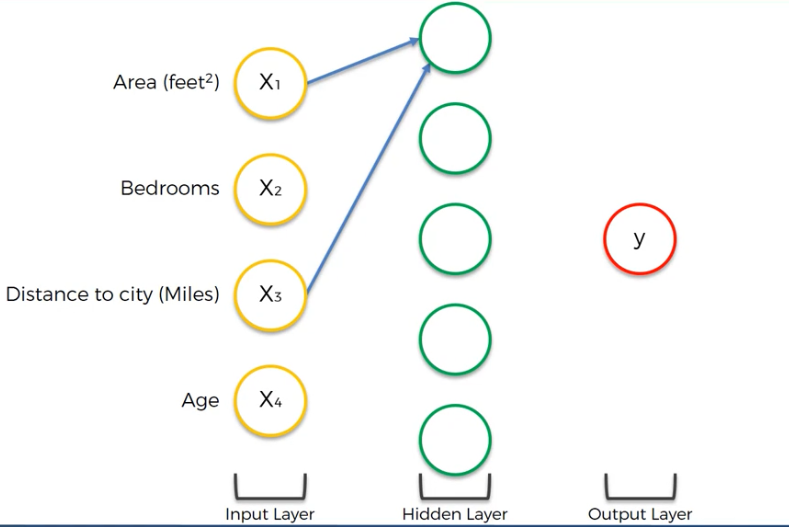 Area (feet²) X₁
Bedrooms X₂
Distance to city (Miles) X₃
Age X₄
y
Input Layer
Hidden Layer
Output Layer